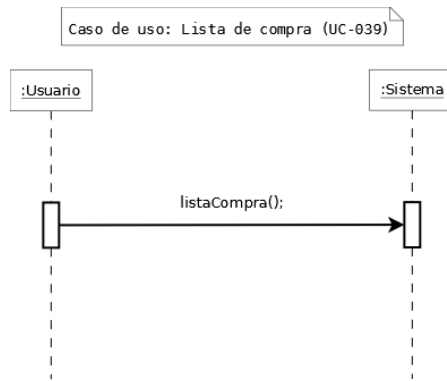 Caso de uso: Lista de compra (UC-039)
:Usuario
:Sistema
listaCompra();